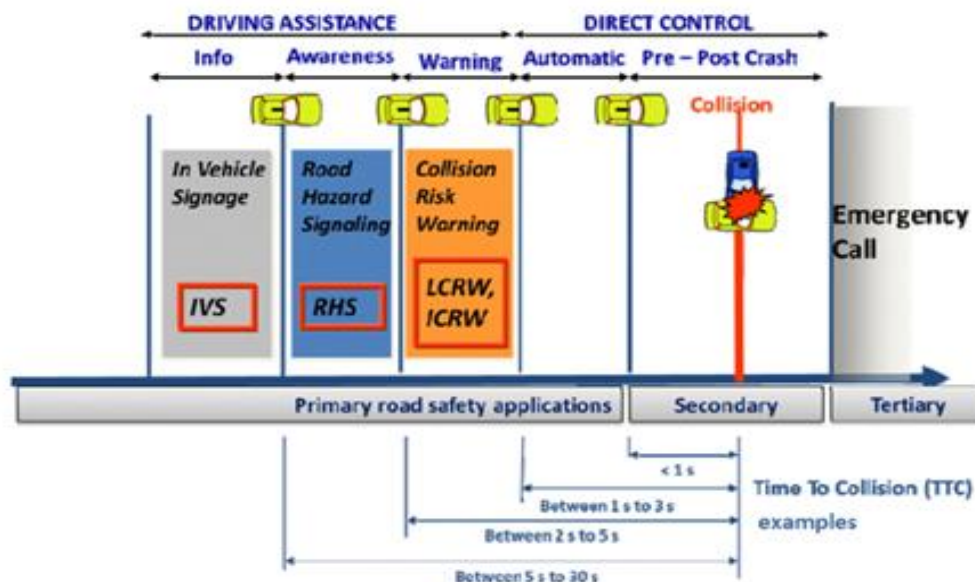 DRIVING ASSISTANCE
DIRECT CONTROL
Info
Awareness
Warning
Automatic
Pre – Post Crash
Collision
In Vehicle
Signage
Road
Hazard
Signaling
Collision
Risk
Warning
IVS
RHS
LCRW,
ICRW
Emergency
Call
Primary road safety applications
Secondary
Tertiary
< 1 s
Between 1 s to 3 s
Between 2 s to 5 s
Between 5 s to 30 s
Time To Collision (TTC)
examples